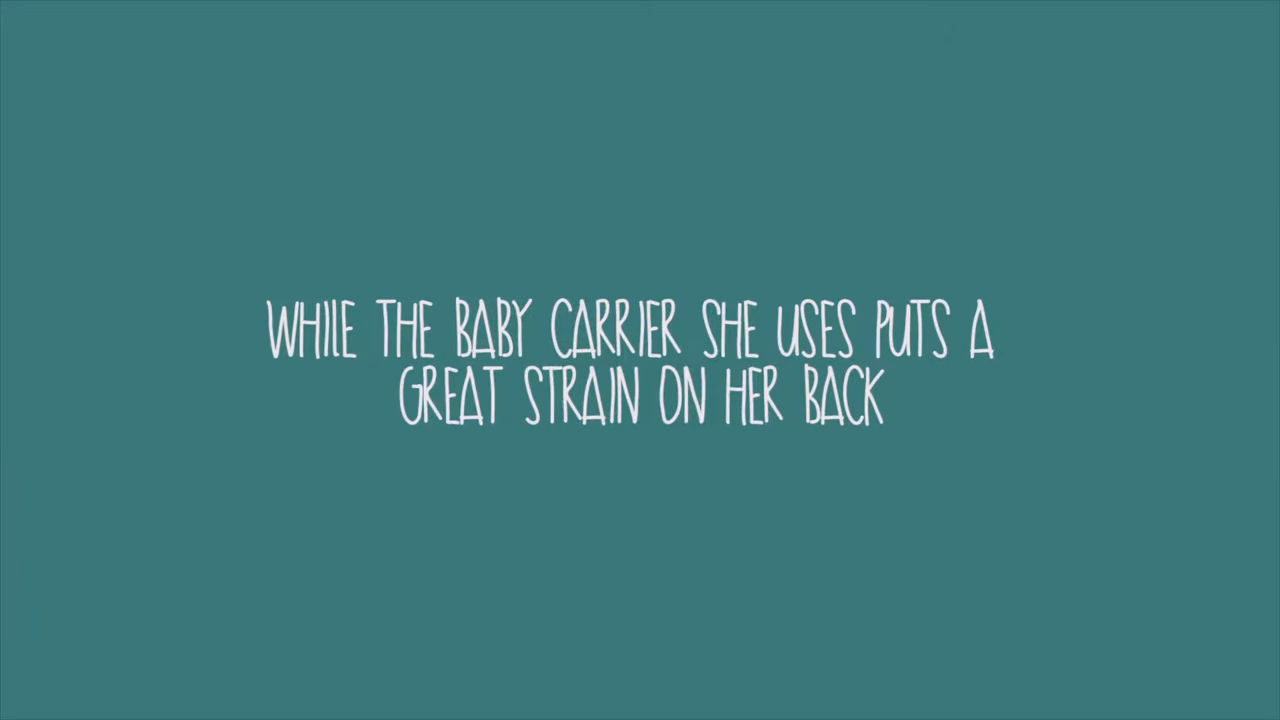 WHILE THE BABY CARRIER SHE USES PUTS A
GREAT STRAIN ON HER BACK